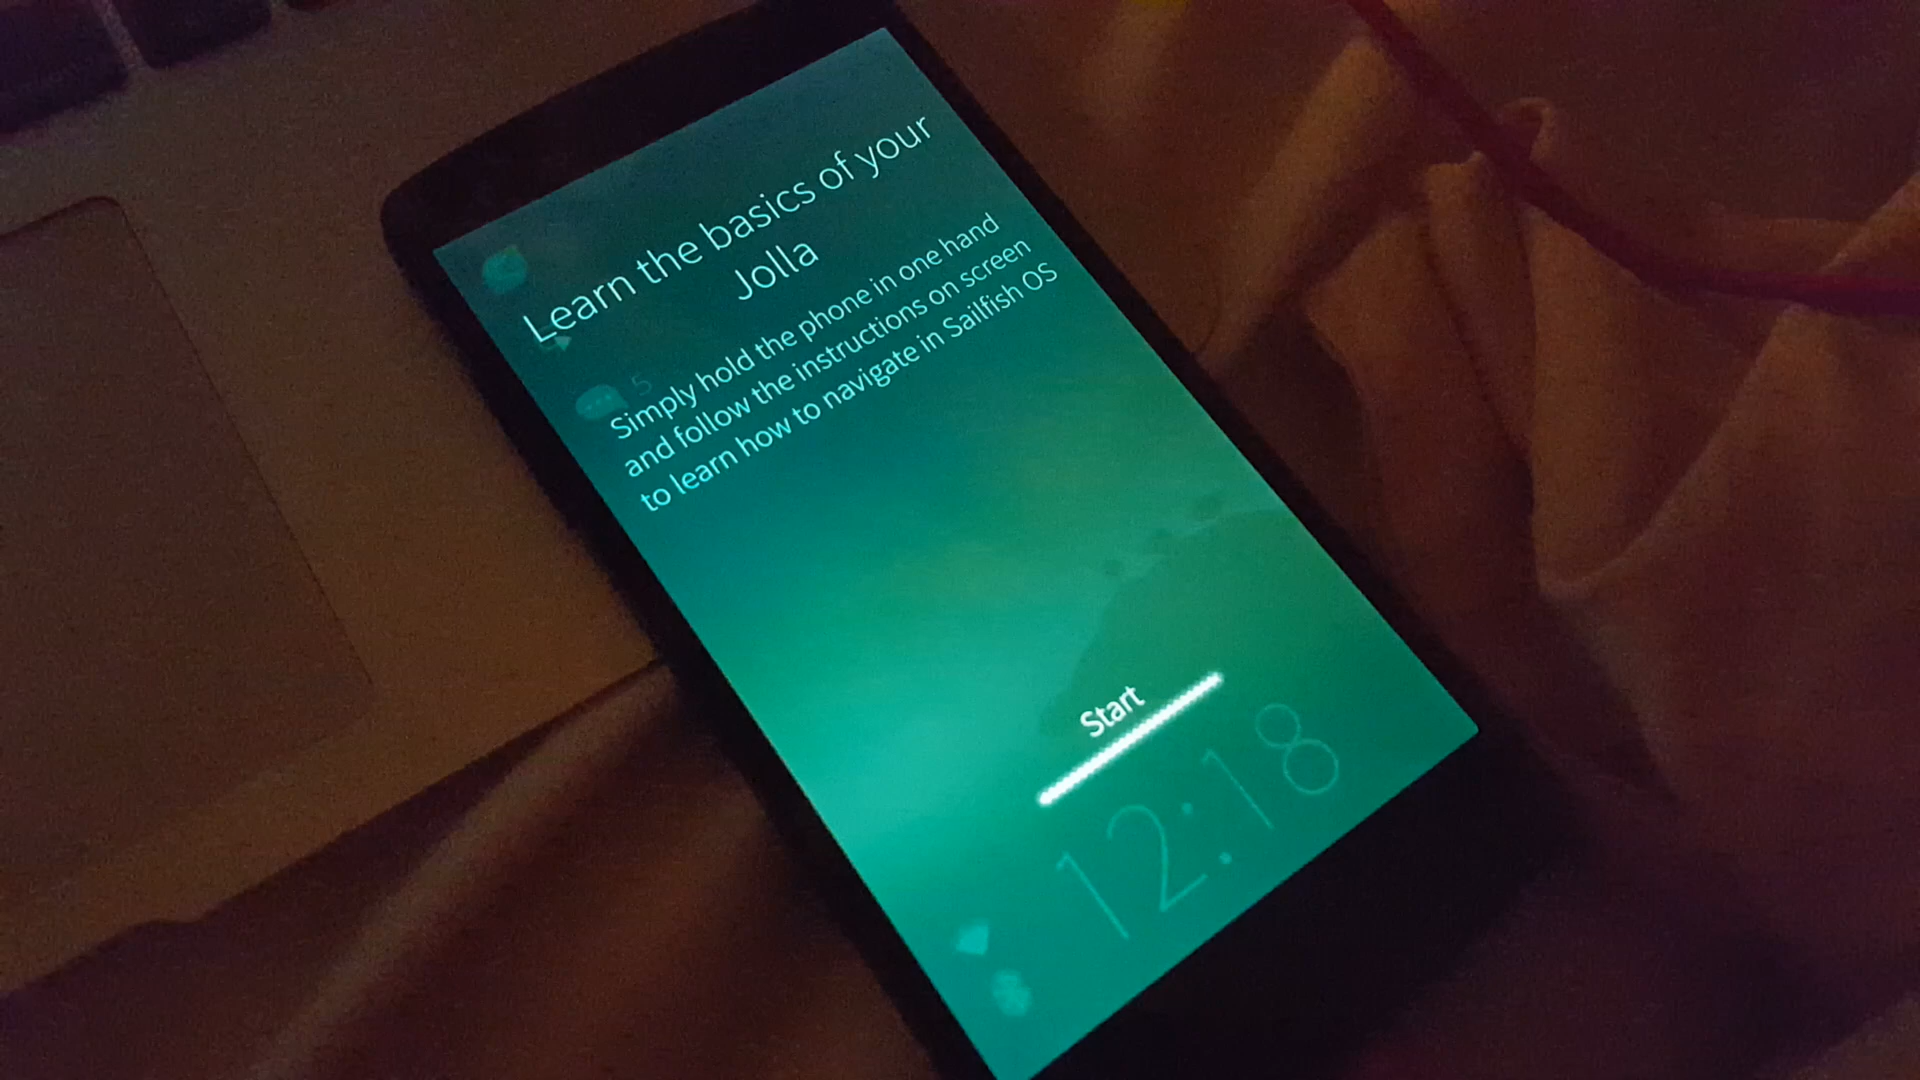 Learn the basics of your
Jolla
5
Simply hold the phone in one hand
and follow the instructions on screen
to learn how to navigate in Sailfish OS
Start
12:18